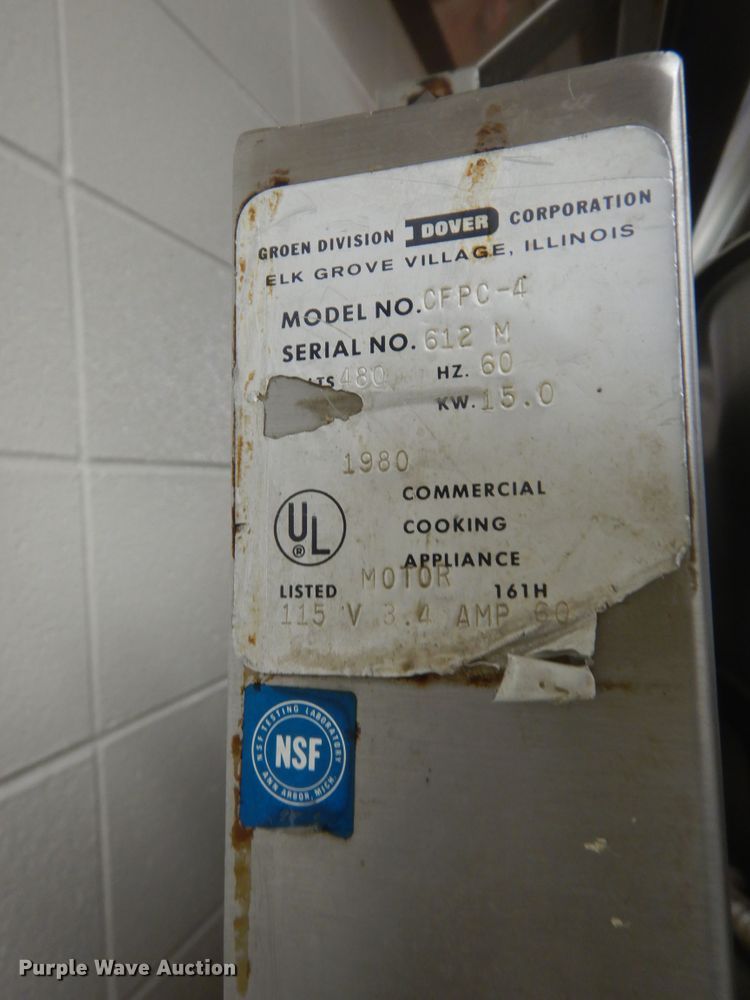 GROEN DIVISION DOVER CORPORATION
ELK GROVE VILLAGE, ILLINOIS
MODEL NO. CFPC-4
SERIAL NO. 612 M
TS 480 HZ. 60
KW. 15.0
1980
UL ®
COMMERCIAL
COOKING
APPLIANCE
MOTOR
LISTED 161H
115 V 3.4 AMP 60
NSF TESTING LABORATORY
NSF
ANN ARBOR, MICH.
Purple Wave Auction